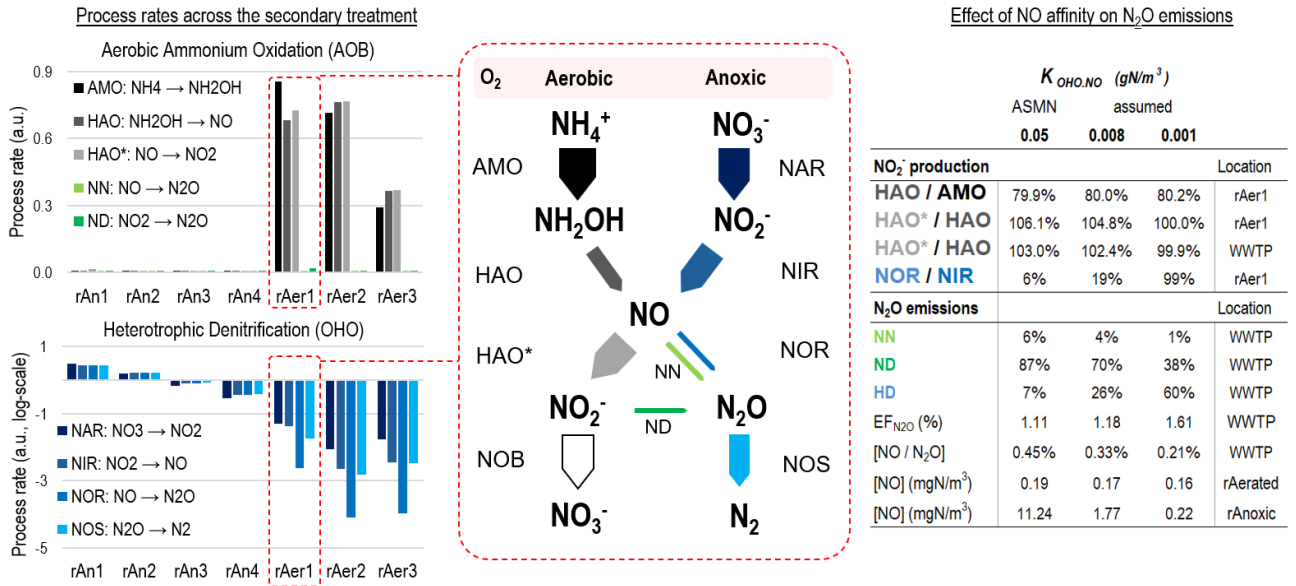 Process rates across the secondary treatment
Aerobic Ammonium Oxidation (AOB)
Process rate (a.u.)
0.9
0.6
0.3
0.0
AMO: NH4 → NH2OH
HAO: NH2OH → NO
HAO*: NO → NO2
NN: NO → N2O
ND: NO2 → N2O
rAn1 rAn2 rAn3 rAn4 rAer1 rAer2 rAer3
Heterotrophic Denitrification (OHO)
Process rate (a.u., log-scale)
1
-1
-3
-5
NAR: NO3 → NO2
NIR: NO2 → NO
NOR: NO → N2O
NOS: N2O → N2
rAn1 rAn2 rAn3 rAn4 rAer1 rAer2 rAer3
O₂ Aerobic Anoxic
NH₄⁺ NO₃⁻
AMO NAR
NH₂OH NO₂⁻
HAO NIR
NO
HAO* NN NOR
NO₂⁻ N₂O
ND
NOB NOS
NO₃⁻ N₂
Effect of NO affinity on N₂O emissions
K OHO.NO (gN/m³)
ASMN assumed
0.05 0.008 0.001
NO₂⁻ production Location
HAO / AMO 79.9% 80.0% 80.2% rAer1
HAO* / HAO 106.1% 104.8% 100.0% rAer1
HAO* / HAO 103.0% 102.4% 99.9% WWTP
NOR / NIR 6% 19% 99% rAer1
N₂O emissions Location
NN 6% 4% 1% WWTP
ND 87% 70% 38% WWTP
HD 7% 26% 60% WWTP
EF N2O (%) 1.11 1.18 1.61 WWTP
[NO / N₂O] 0.45% 0.33% 0.21% WWTP
[NO] (mgN/m³) 0.19 0.17 0.16 rAerated
[NO] (mgN/m³) 11.24 1.77 0.22 rAnoxic